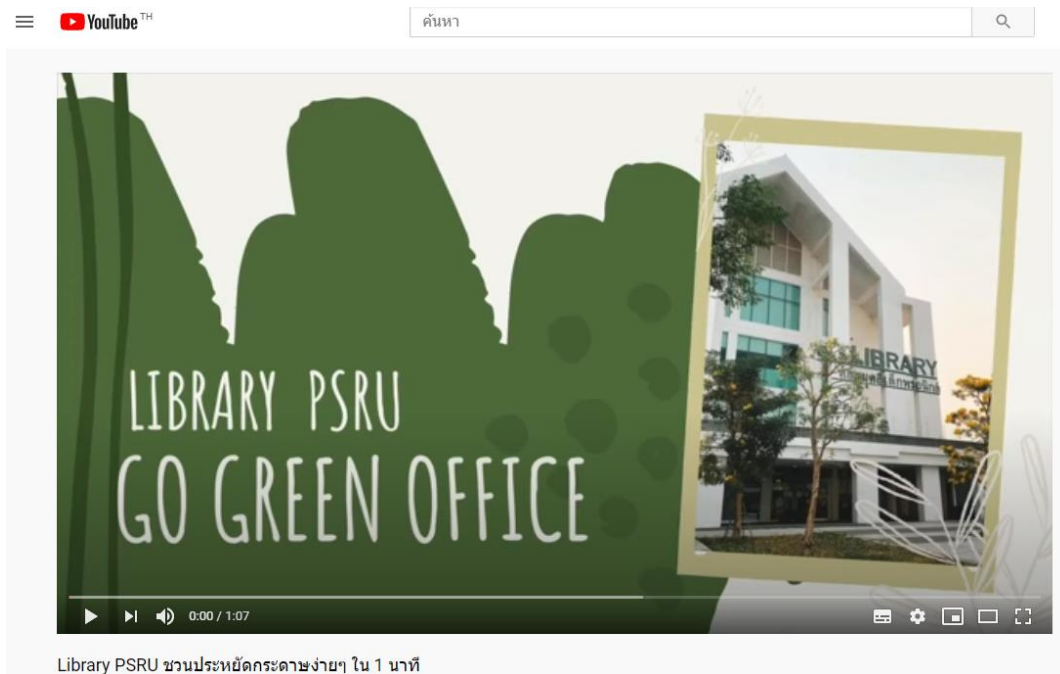 YouTube TH
ค้นหา
LIBRARY
LIBRARY PSRU
GO GREEN OFFICE
0:00 / 1:07
Library PSRU ชวนประหยัดกระดาษง่ายๆ ใน 1 นาที